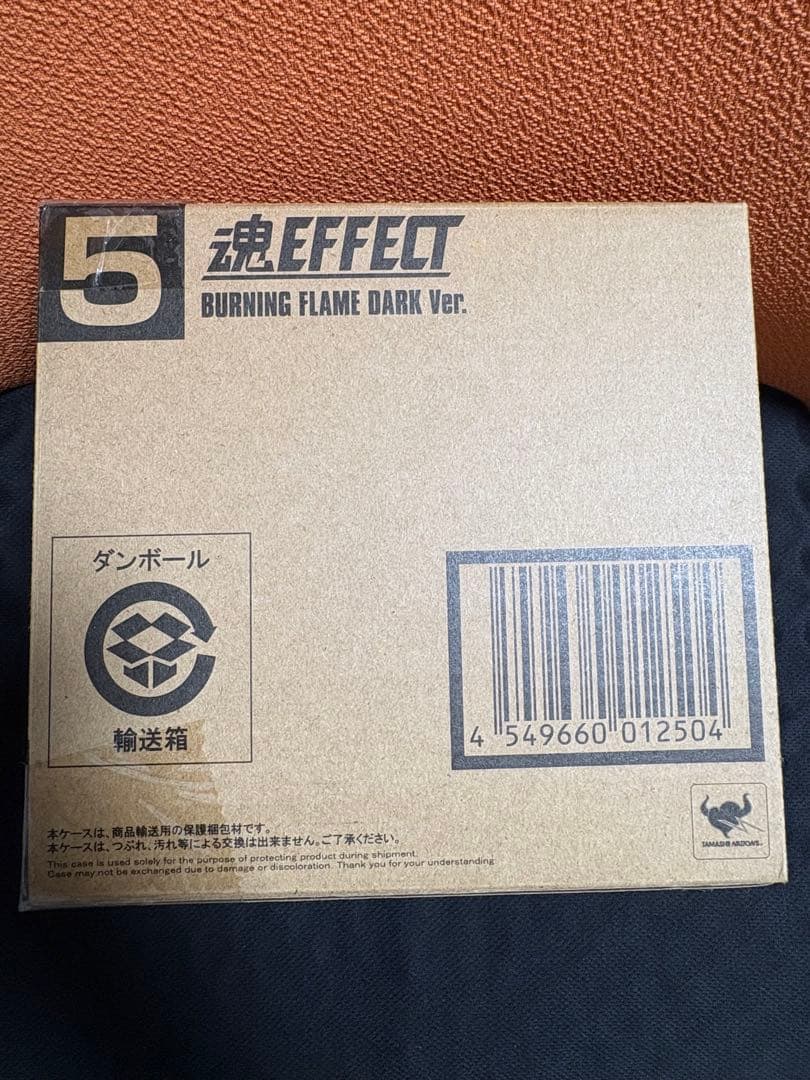 5
魂EFFECT
BURNING FLAME DARK Ver.
ダンボール
輸送箱
4 549660 012504
TAMASHII NATIONS
本ケースは、商品輸送用の保護梱包材です。
本ケースは、つぶれ、汚れ等による交換は出来ません。ご了承ください。
This case is used solely for the purpose of protecting product during shipment.
Case may not be exchanged due to damage or discoloration. Thank you for your understanding